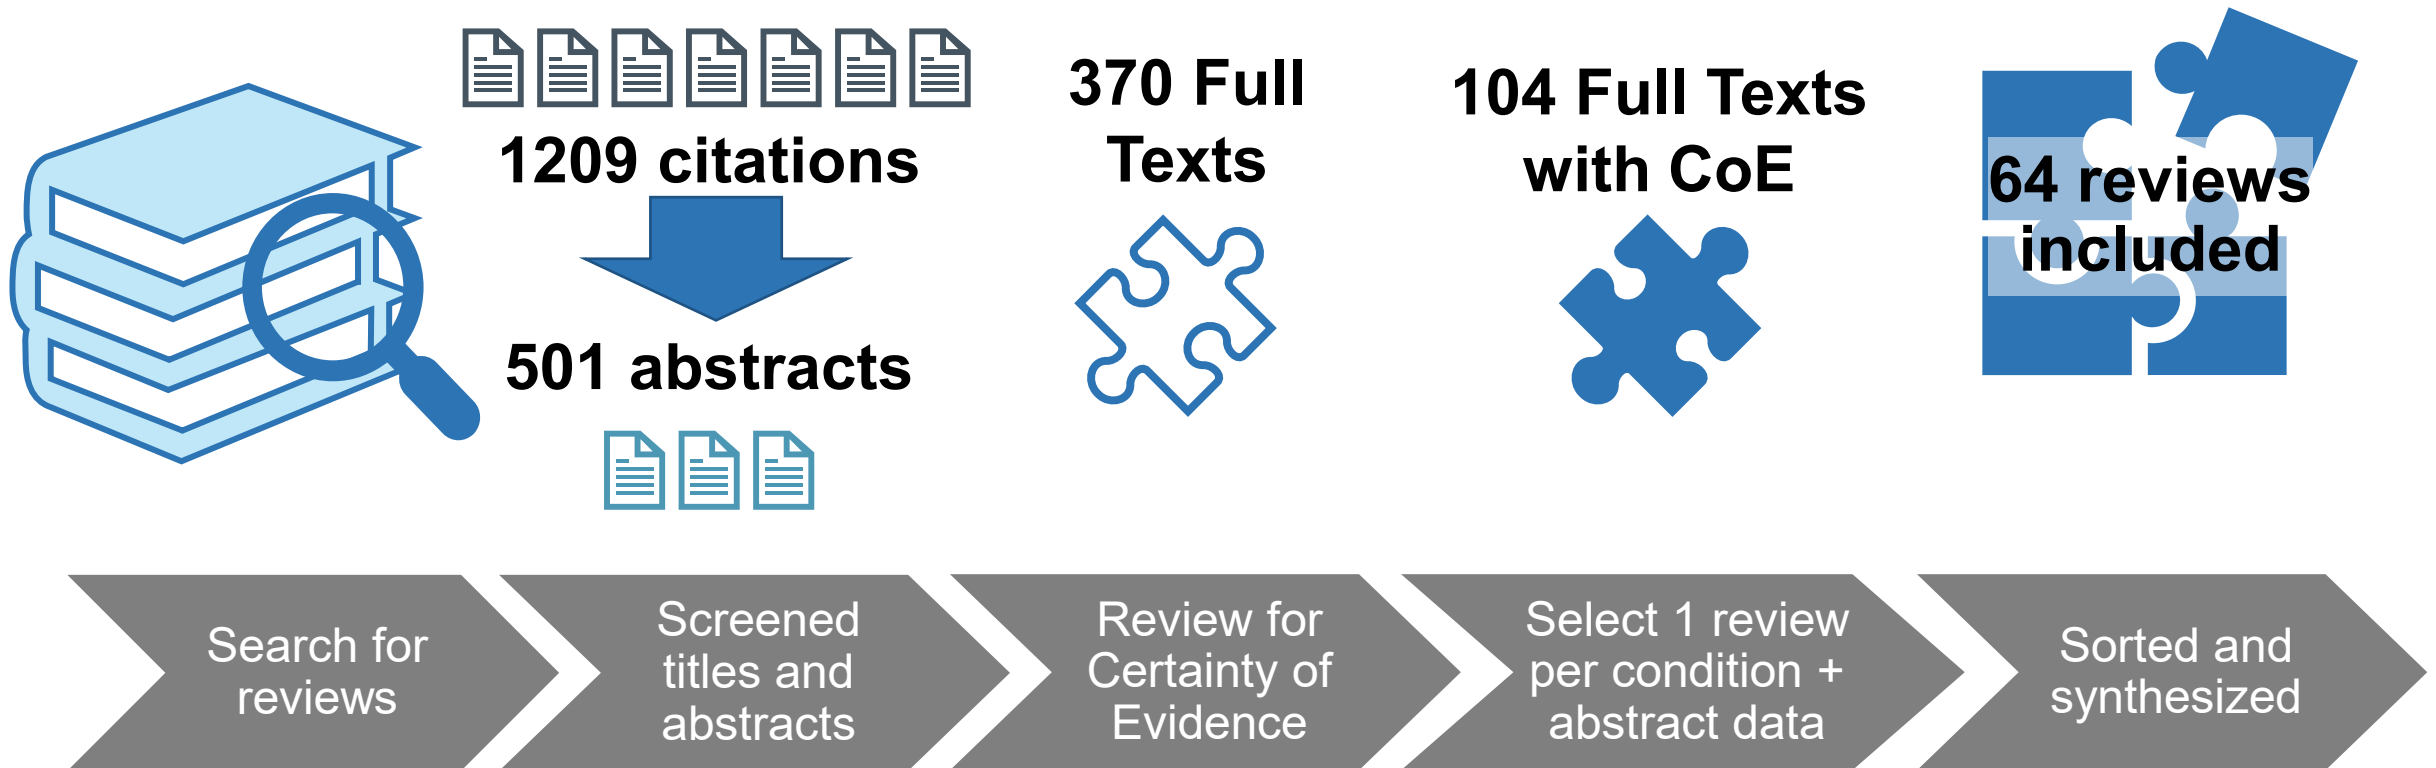 1209 citations
501 abstracts
370 Full
Texts
104 Full Texts
with CoE
64 reviews
included
Search for
reviews
Screened
titles and
abstracts
Review for
Certainty of
Evidence
Select 1 review
per condition +
abstract data
Sorted and
synthesized